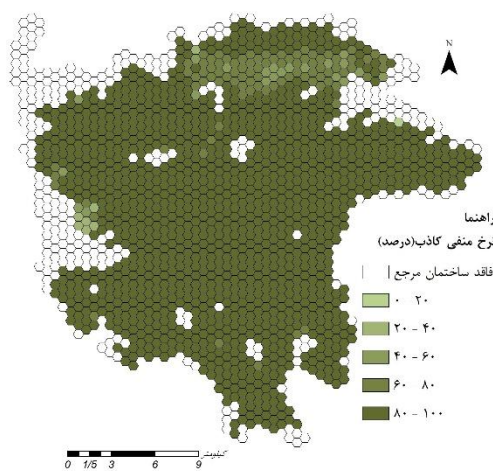 N
راهنما
نرخ منفی کاذب(درصد)
فاقد ساختمان مرجع
۰ ۲۰
۲۰ - ۴۰
۴۰ - ۶۰
۶۰ ۸۰
۸۰ - ۱۰۰
کیلومتر
0 1/5 3 6 9